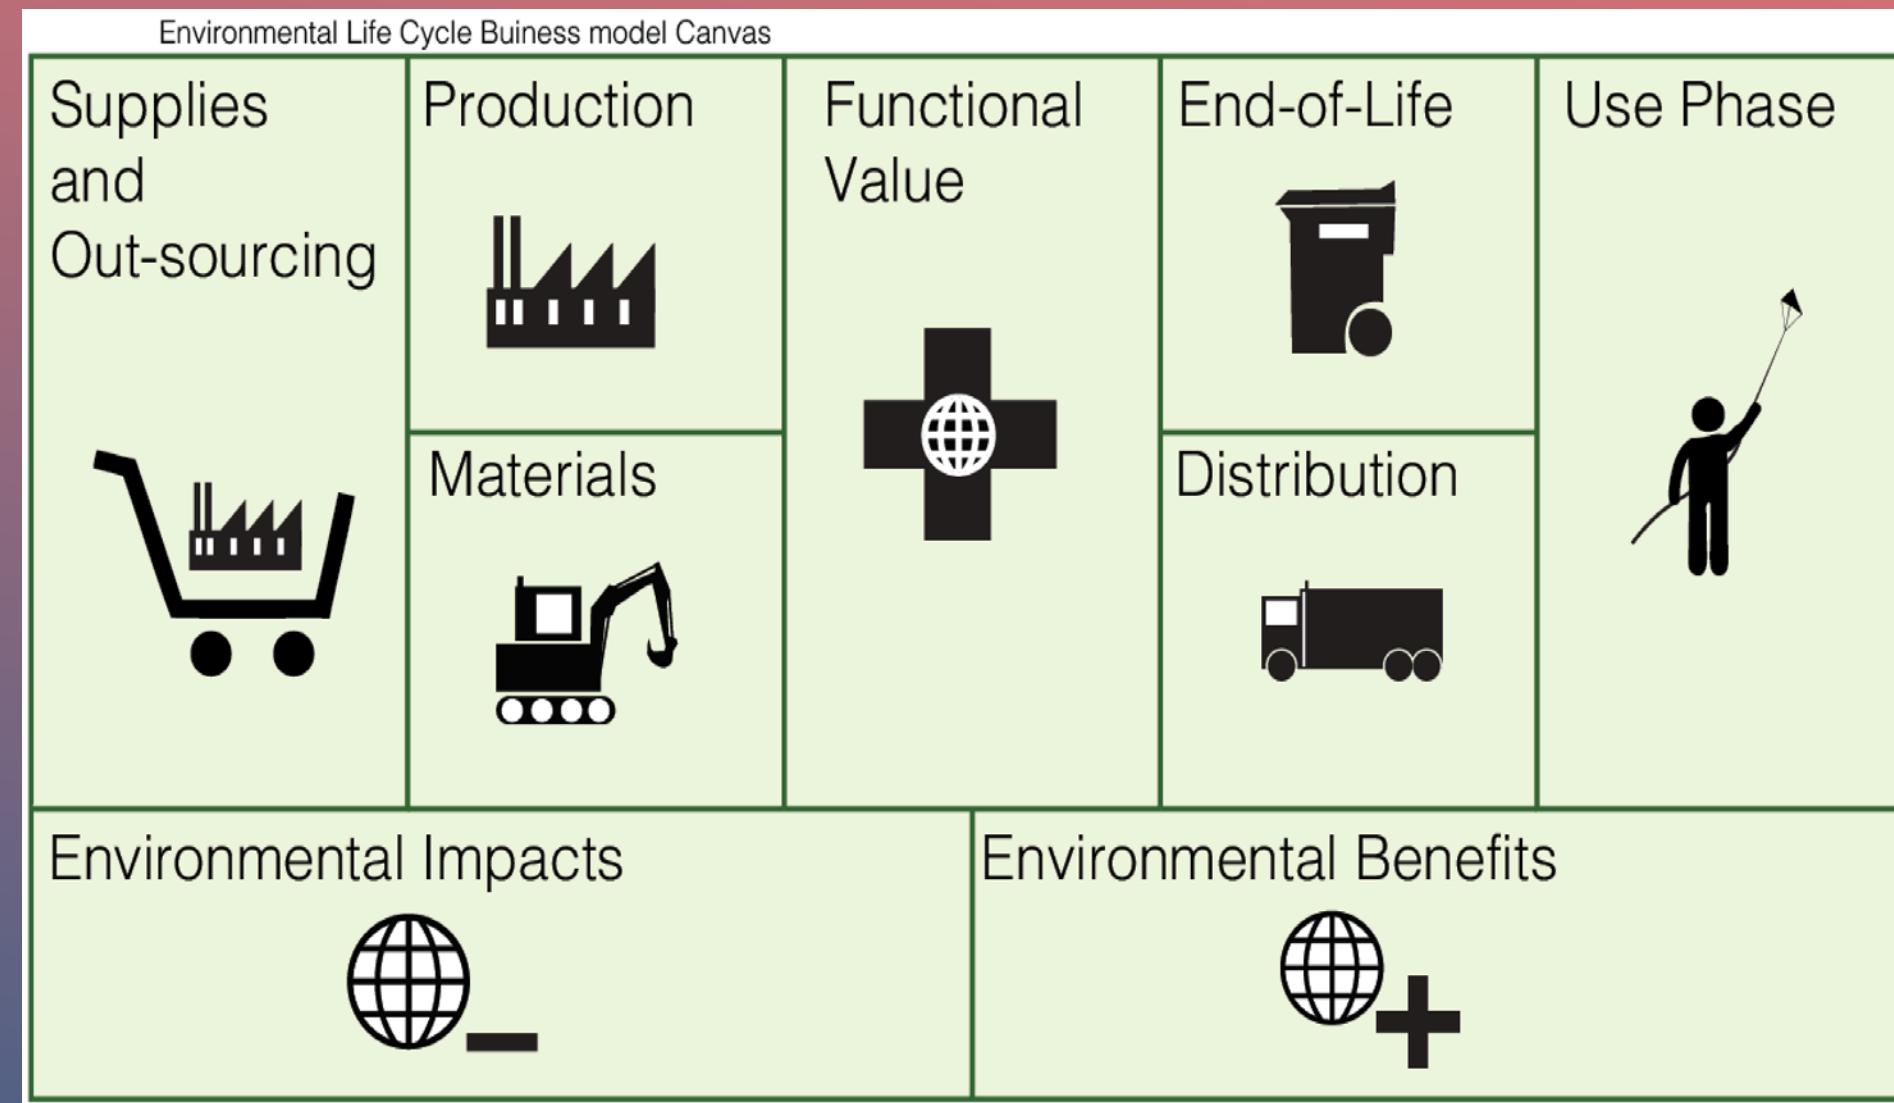 Environmental Life Cycle Buiness model Canvas
Supplies
and
Out-sourcing
Production
Materials
Functional
Value
End-of-Life
Distribution
Use Phase
Environmental Impacts
Environmental Benefits